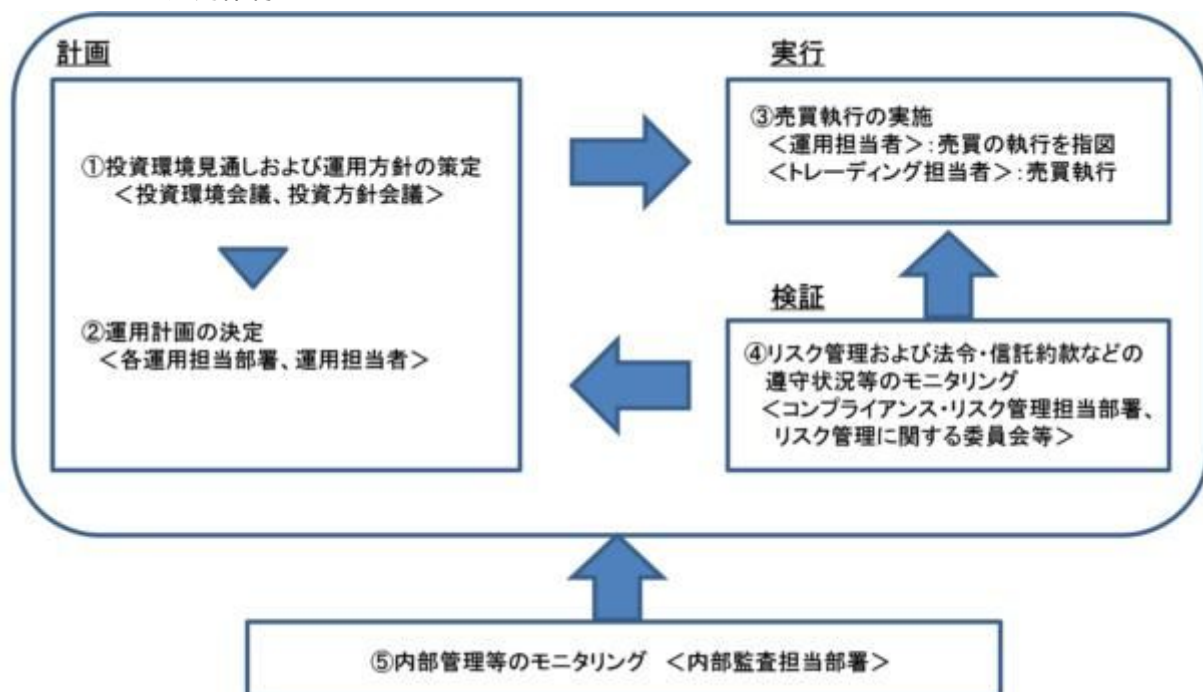 計画
①投資環境見通しおよび運用方針の策定
＜投資環境会議、投資方針会議＞
②運用計画の決定
＜各運用担当部署、運用担当者＞
実行
③売買執行の実施
＜運用担当者＞:売買の執行を指図
＜トレーディング担当者＞:売買執行
検証
④リスク管理および法令・信託約款などの
遵守状況等のモニタリング
＜コンプライアンス・リスク管理担当部署、
リスク管理に関する委員会等＞
⑤内部管理等のモニタリング ＜内部監査担当部署＞